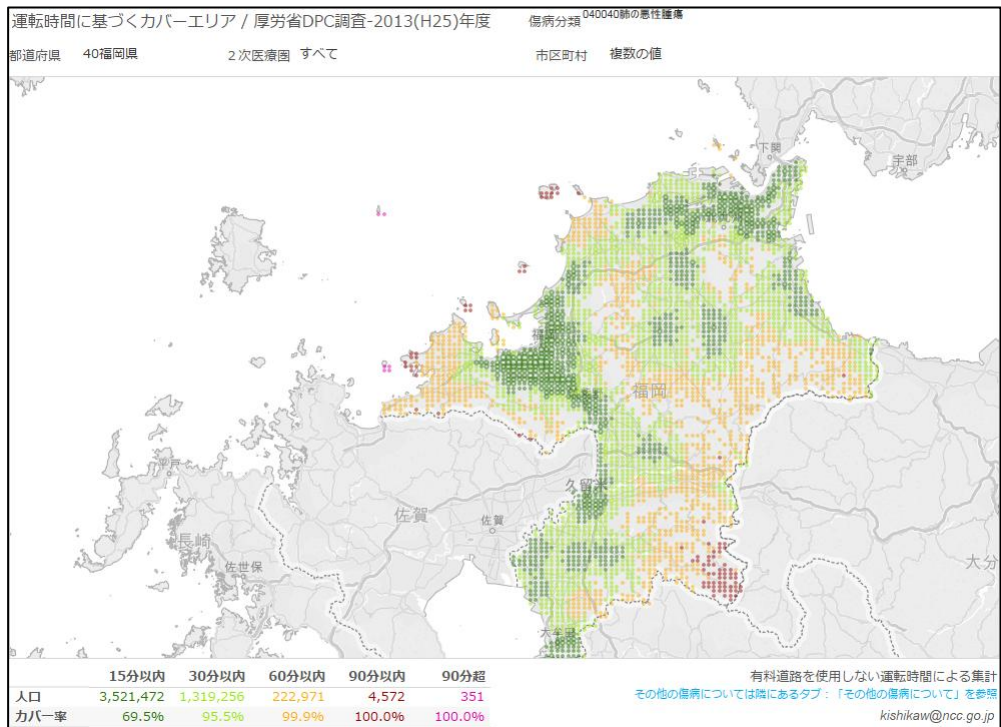 運転時間に基づくカバーエリア / 厚労省DPC調査-2013(H25)年度
傷病分類 040040肺の悪性腫瘍
都道府県 40福岡県 2次医療圏 すべて 市区町村 複数の値
下関
宇部
福岡
久留米
佐賀
佐賀
平戸
長崎
佐世保
大分
大牟田
15分以内 30分以内 60分以内 90分以内 90分超
人口 3,521,472 1,319,256 222,971 4,572 351
カバー率 69.5% 95.5% 99.9% 100.0% 100.0%
有料道路を使用しない運転時間による集計
その他の傷病については隣にあるタブ：「その他の傷病について」を参照
kishikaw@ncc.go.jp